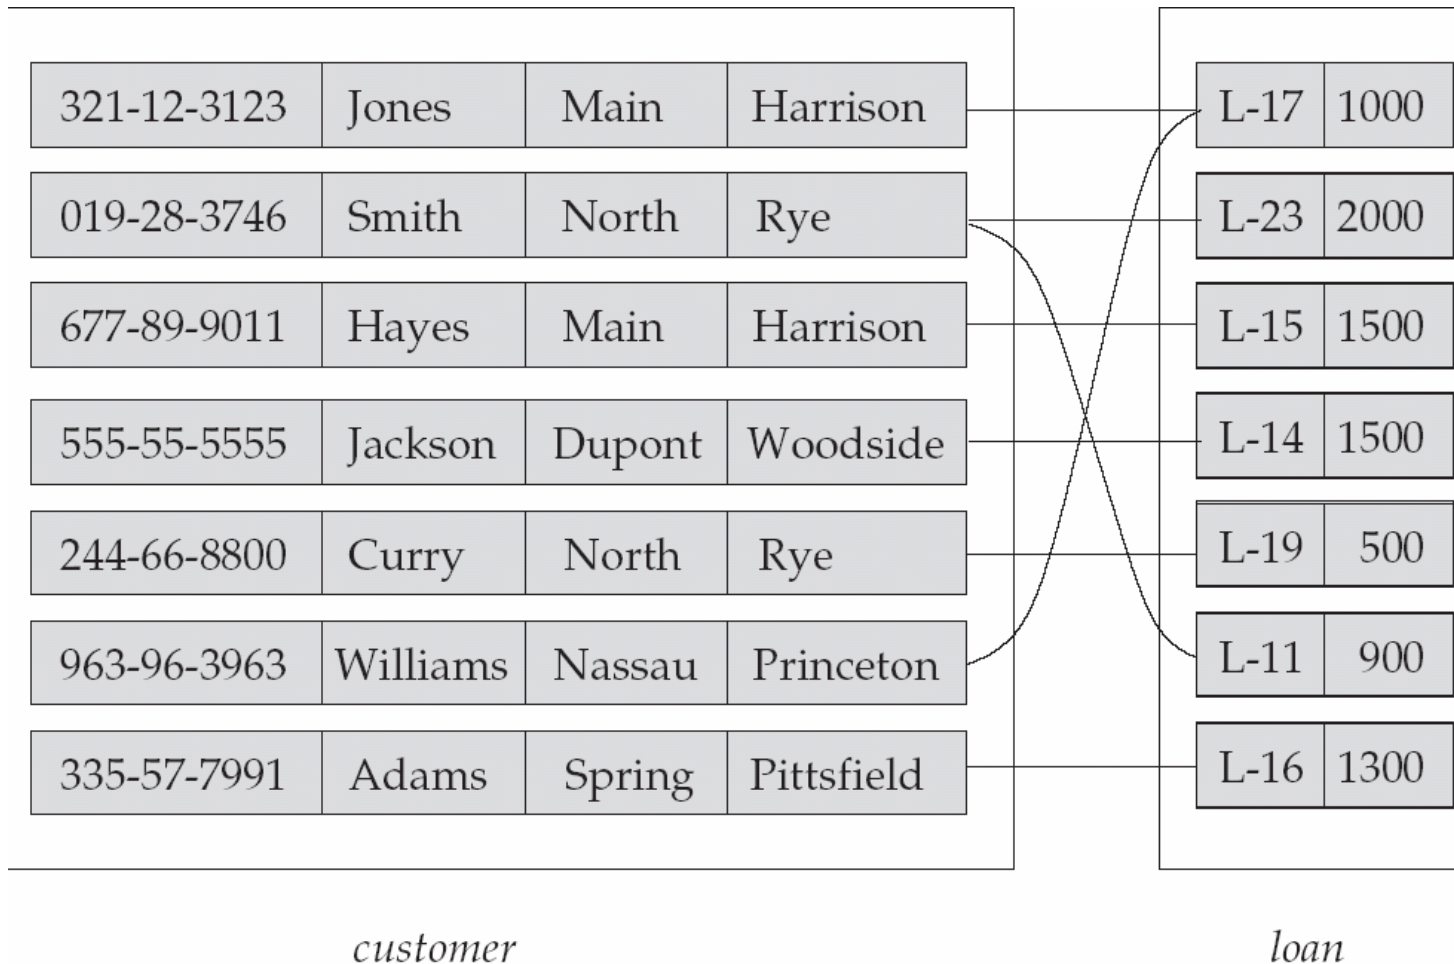 321-12-3123 Jones Main Harrison L-17 1000
019-28-3746 Smith North Rye L-23 2000
677-89-9011 Hayes Main Harrison L-15 1500
555-55-5555 Jackson Dupont Woodside L-14 1500
244-66-8800 Curry North Rye L-19 500
963-96-3963 Williams Nassau Princeton L-11 900
335-57-7991 Adams Spring Pittsfield L-16 1300
customer loan